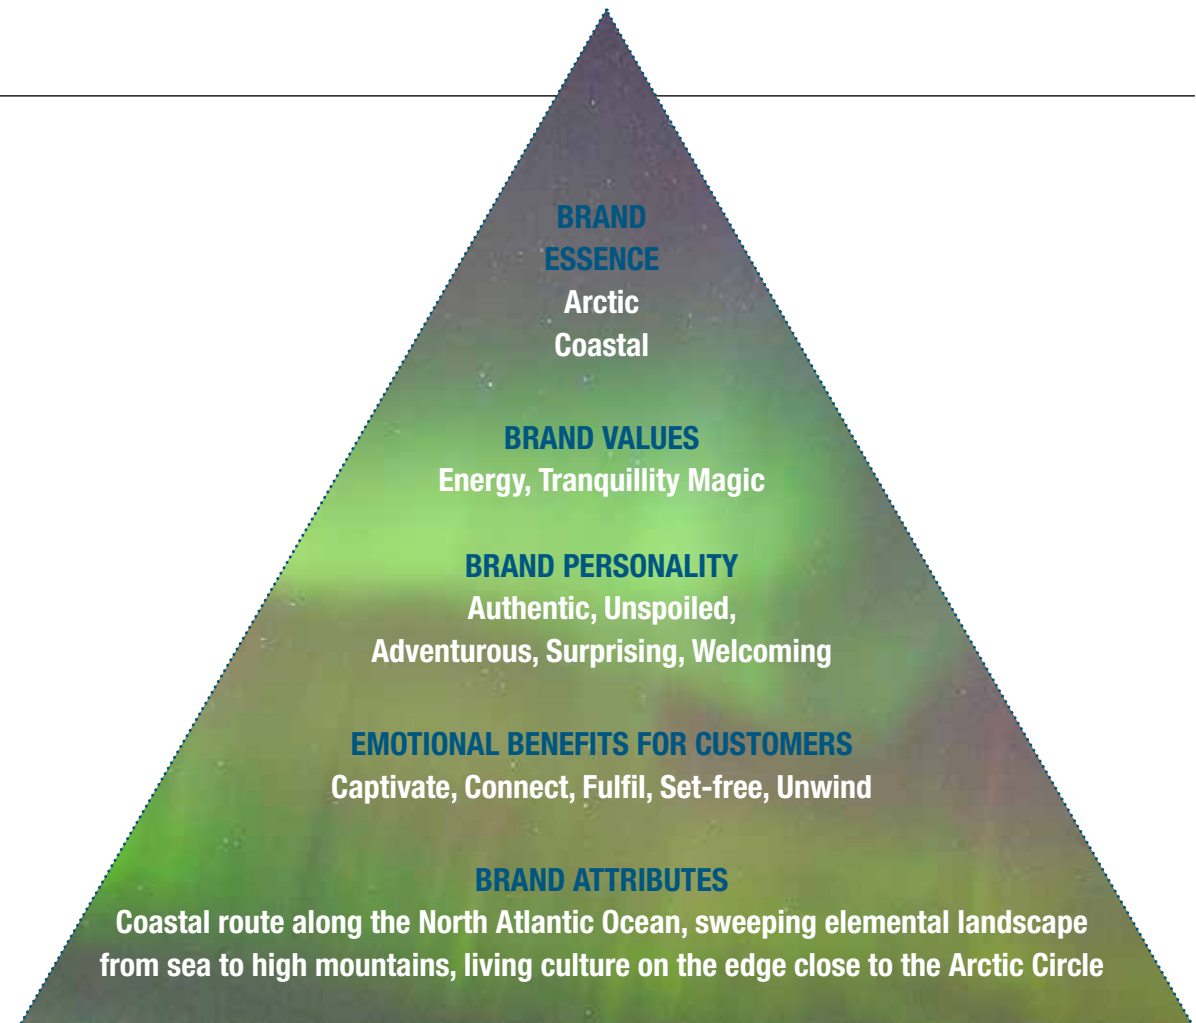 BRAND
ESSENCE
Arctic
Coastal
BRAND VALUES
Energy, Tranquillity Magic
BRAND PERSONALITY
Authentic, Unspoiled,
Adventurous, Surprising, Welcoming
EMOTIONAL BENEFITS FOR CUSTOMERS
Captivate, Connect, Fulfil, Set-free, Unwind
BRAND ATTRIBUTES
Coastal route along the North Atlantic Ocean, sweeping elemental landscape
from sea to high mountains, living culture on the edge close to the Arctic Circle